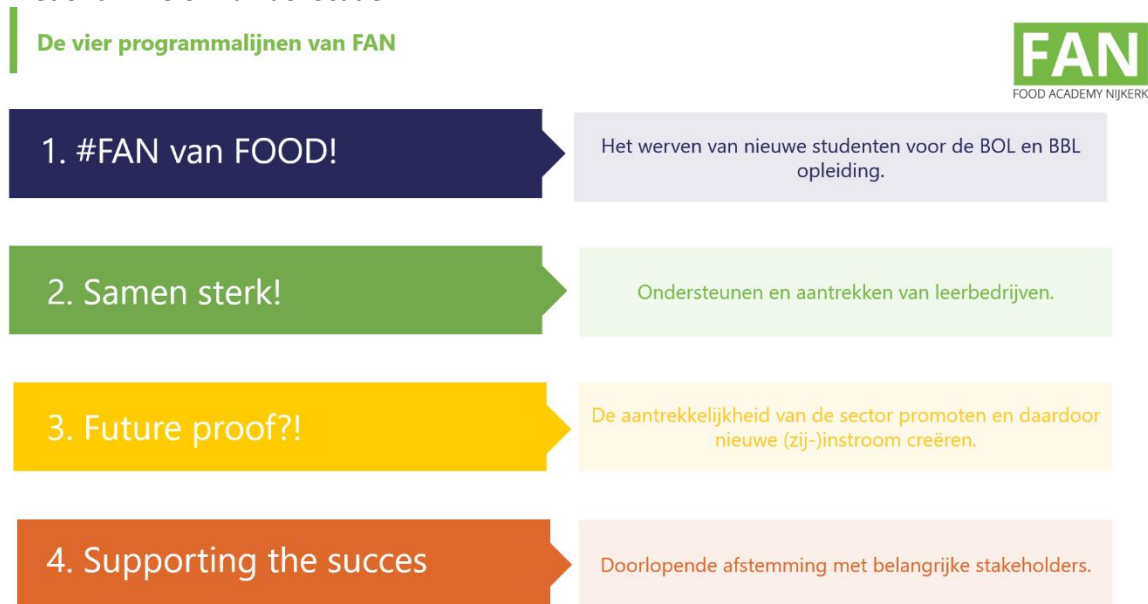 De vier programmalijnen van FAN
FAN
FOOD ACADEMY NIJKERK
1. #FAN van FOOD!
Het werven van nieuwe studenten voor de BOL en BBL
opleiding.
2. Samen sterk!
Ondersteunen en aantrekken van leerbedrijven.
3. Future proof?!
De aantrekkelijkheid van de sector promoten en daardoor
nieuwe (zij-)instroom creëren.
4. Supporting the succes
Doorlopende afstemming met belangrijke stakeholders.